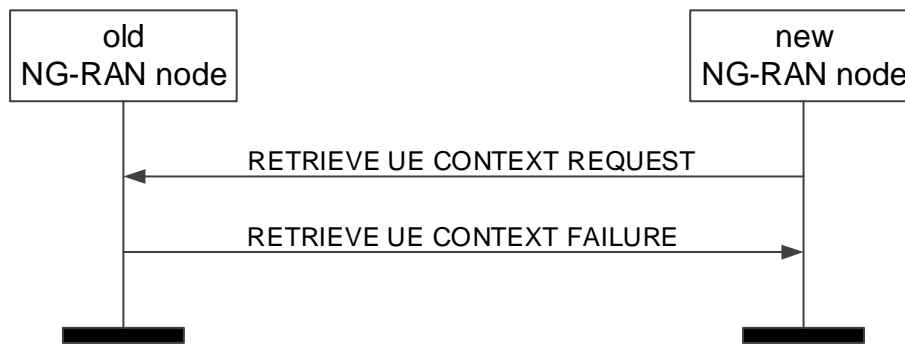 old
NG-RAN node
new
NG-RAN node
RETRIEVE UE CONTEXT REQUEST
RETRIEVE UE CONTEXT FAILURE